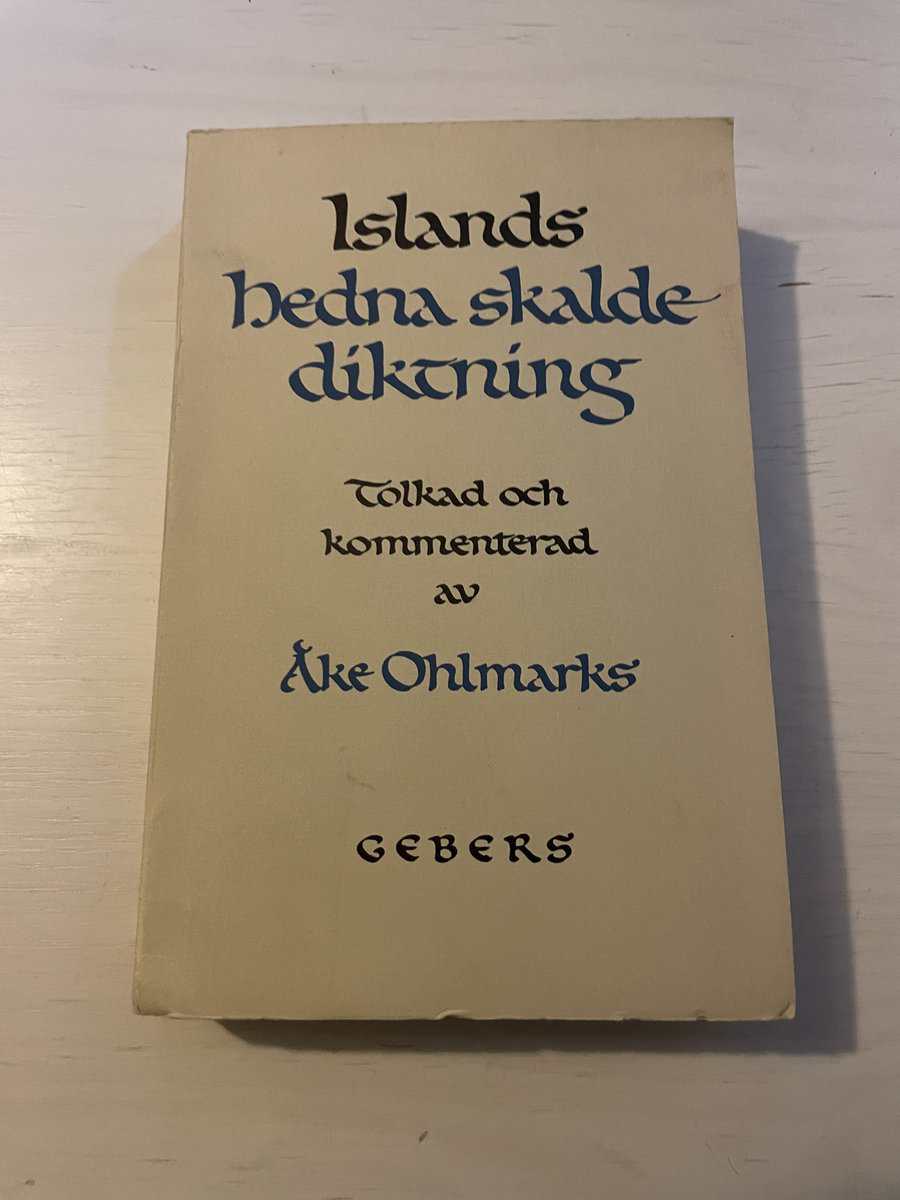 Islands
hedna skalde
diktning
Tolkad och
kommenterad
av
Åke Ohlmarks
GEBERS